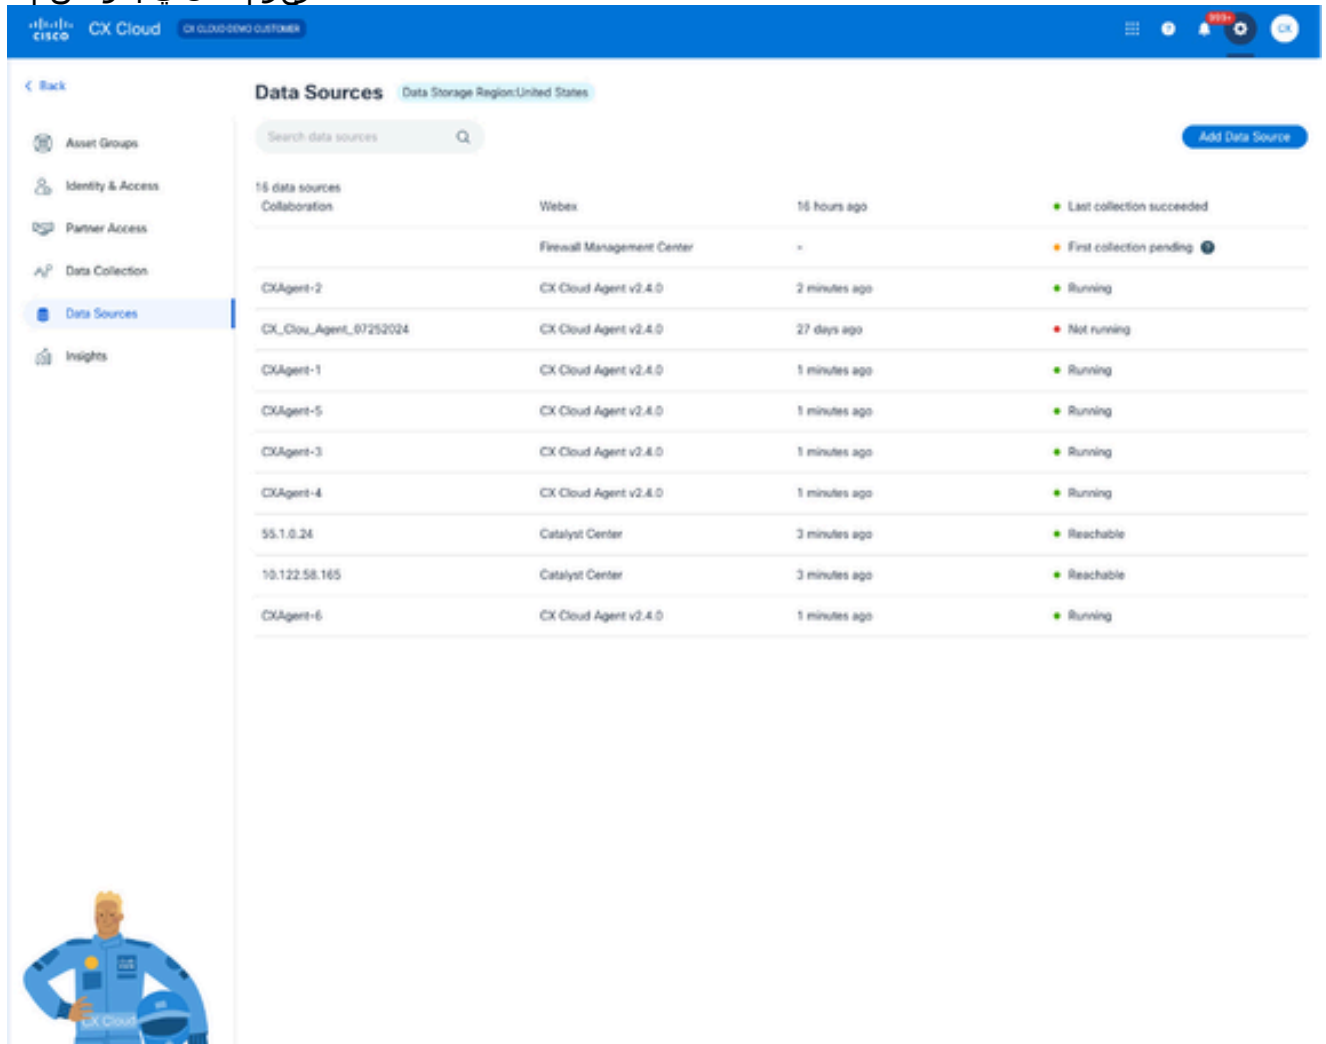 cisco CX Cloud CX CLOUD DEMO CUSTOMER 999+ CX
Back
Data Sources Data Storage Region:United States
Search data sources
Add Data Source
Asset Groups
Identity & Access
Partner Access
Data Collection
Data Sources
Insights
16 data sources
Collaboration Webex 16 hours ago Last collection succeeded
Firewall Management Center - First collection pending ?
CXAgent-2 CX Cloud Agent v2.4.0 2 minutes ago Running
CX_Clou_Agent_07252024 CX Cloud Agent v2.4.0 27 days ago Not running
CXAgent-1 CX Cloud Agent v2.4.0 1 minutes ago Running
CXAgent-5 CX Cloud Agent v2.4.0 1 minutes ago Running
CXAgent-3 CX Cloud Agent v2.4.0 1 minutes ago Running
CXAgent-4 CX Cloud Agent v2.4.0 1 minutes ago Running
55.1.0.24 Catalyst Center 3 minutes ago Reachable
10.122.58.165 Catalyst Center 3 minutes ago Reachable
CXAgent-6 CX Cloud Agent v2.4.0 1 minutes ago Running
CX Cloud